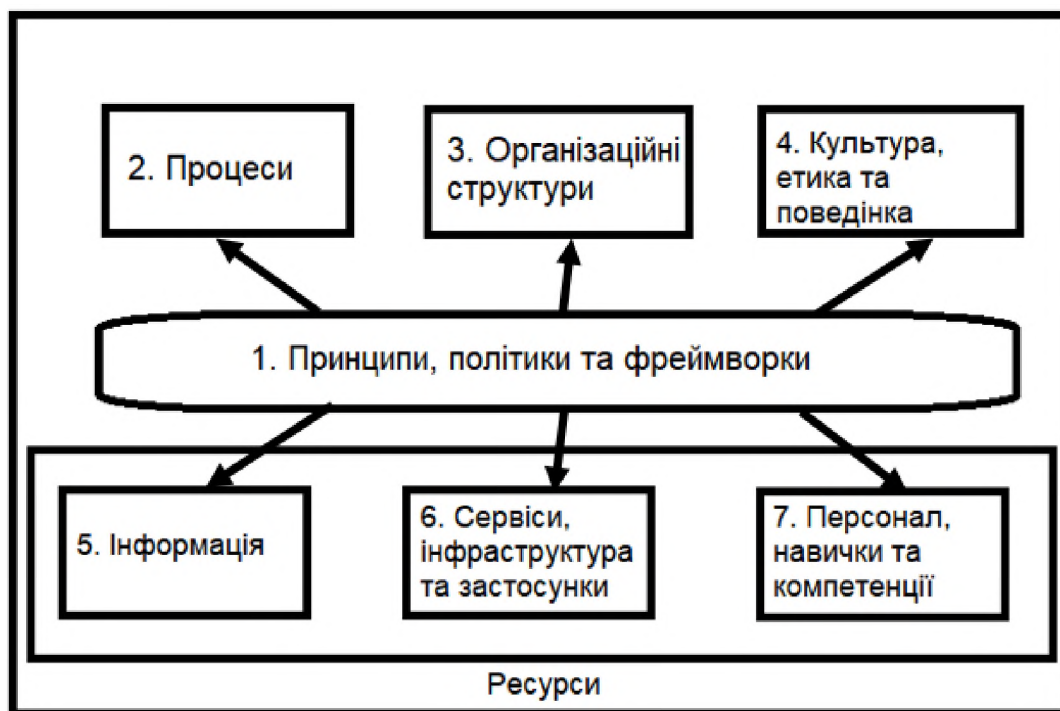 2. Процеси
3. Організаційні
структури
4. Культура,
етика та
поведінка
1. Принципи, політики та фреймворки
5. Інформація
6. Сервіси,
інфраструктура
та застосунки
7. Персонал,
навички та
компетенції
Ресурси